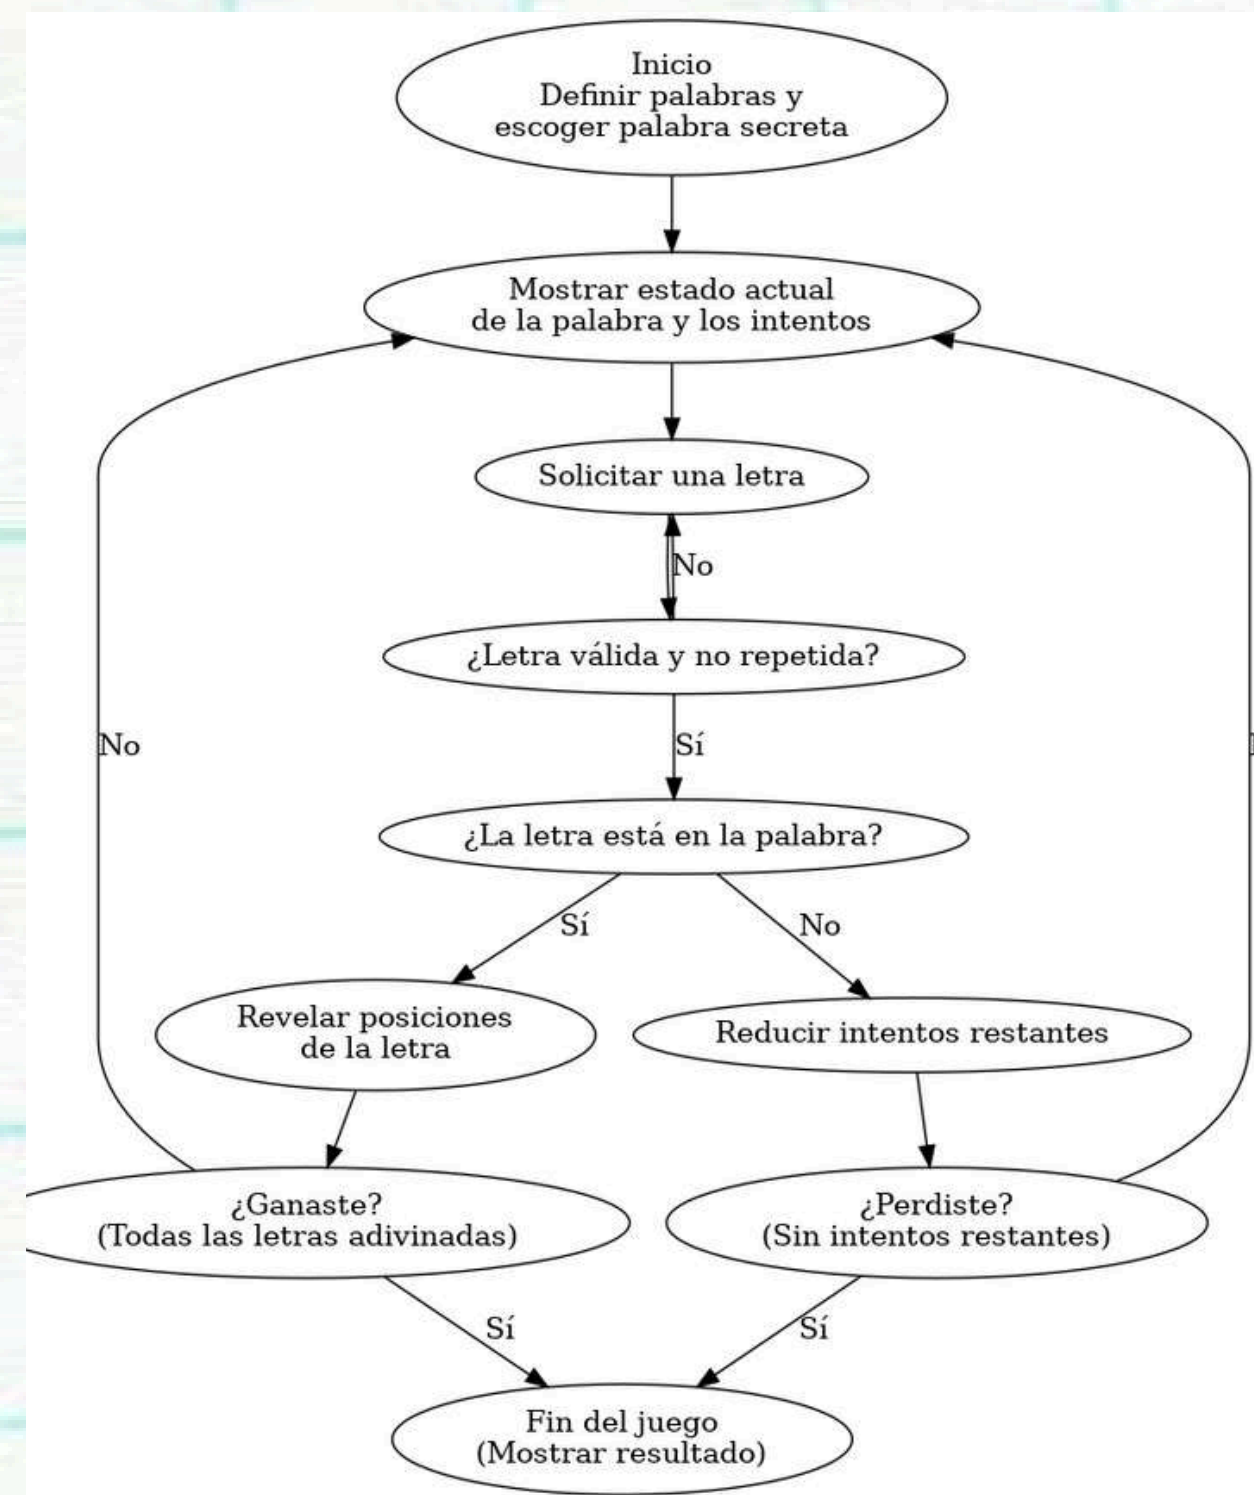 Inicio
Definir palabras y
escoger palabra secreta
Mostrar estado actual
de la palabra y los intentos
Solicitar una letra
No
¿Letra válida y no repetida?
No
Sí
¿La letra está en la palabra?
Sí
No
Revelar posiciones
de la letra
Reducir intentos restantes
¿Ganaste?
(Todas las letras adivinadas)
¿Perdiste?
(Sin intentos restantes)
Sí
Sí
Fin del juego
(Mostrar resultado)